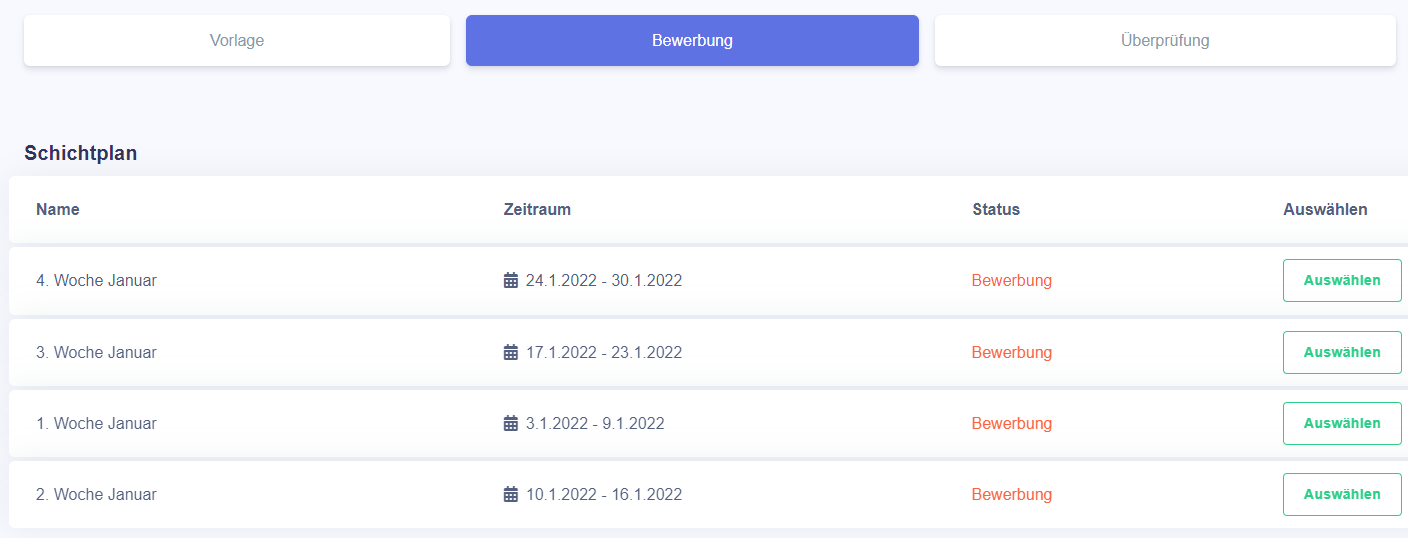 Vorlage Bewerbung Überprüfung
Schichtplan
Name Zeitraum Status Auswählen
4. Woche Januar 24.1.2022 - 30.1.2022 Bewerbung Auswählen
3. Woche Januar 17.1.2022 - 23.1.2022 Bewerbung Auswählen
1. Woche Januar 3.1.2022 - 9.1.2022 Bewerbung Auswählen
2. Woche Januar 10.1.2022 - 16.1.2022 Bewerbung Auswählen